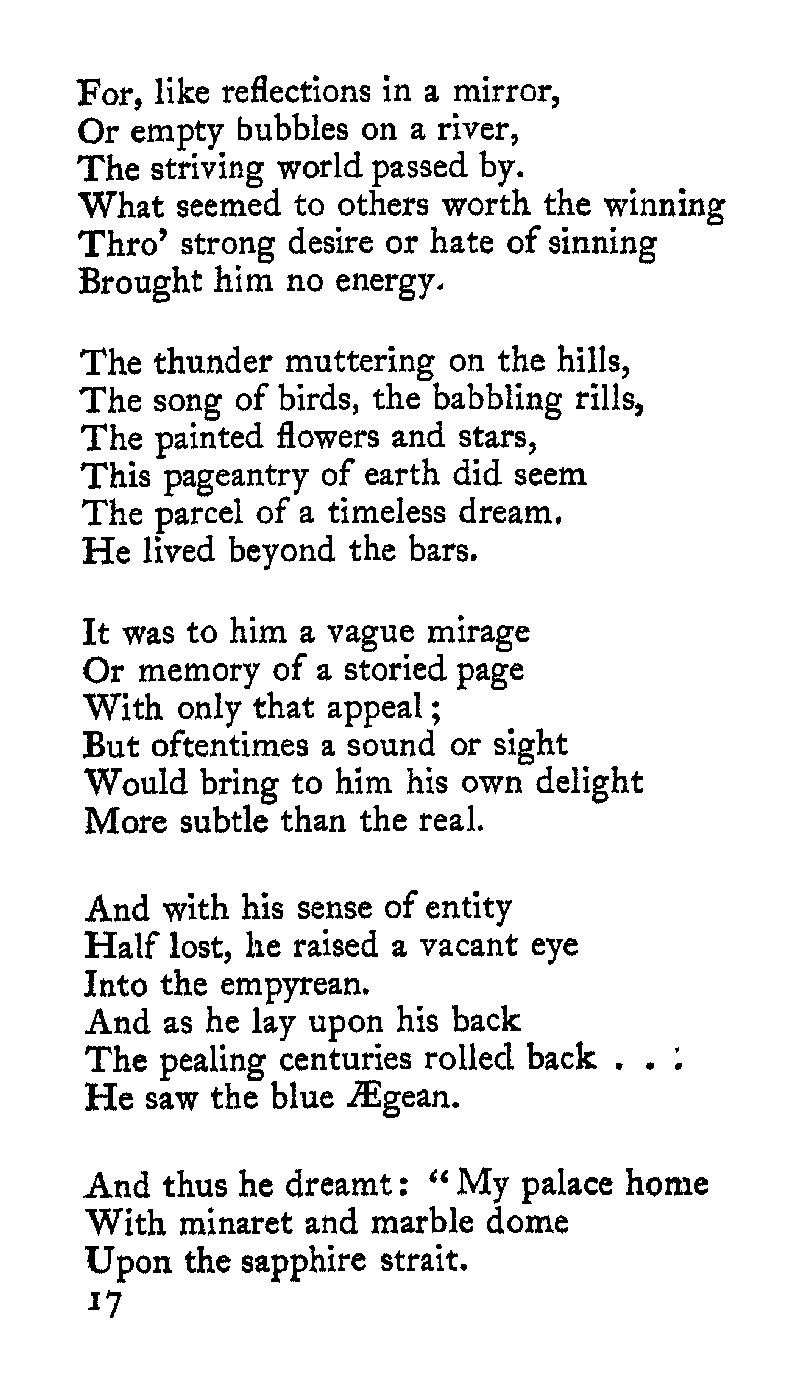 For, like reflections in a mirror,
Or empty bubbles on a river,
The striving world passed by.
What seemed to others worth the winning
Thro' strong desire or hate of sinning
Brought him no energy.

The thunder muttering on the hills,
The song of birds, the babbling rills,
The painted flowers and stars,
This pageantry of earth did seem
The parcel of a timeless dream.
He lived beyond the bars.

It was to him a vague mirage
Or memory of a storied page
With only that appeal ;
But oftentimes a sound or sight
Would bring to him his own delight
More subtle than the real.

And with his sense of entity
Half lost, he raised a vacant eye
Into the empyrean.
And as he lay upon his back
The pealing centuries rolled back . . .
He saw the blue Ægean.

And thus he dreamt: “My palace home
With minaret and marble dome
Upon the sapphire strait.
17